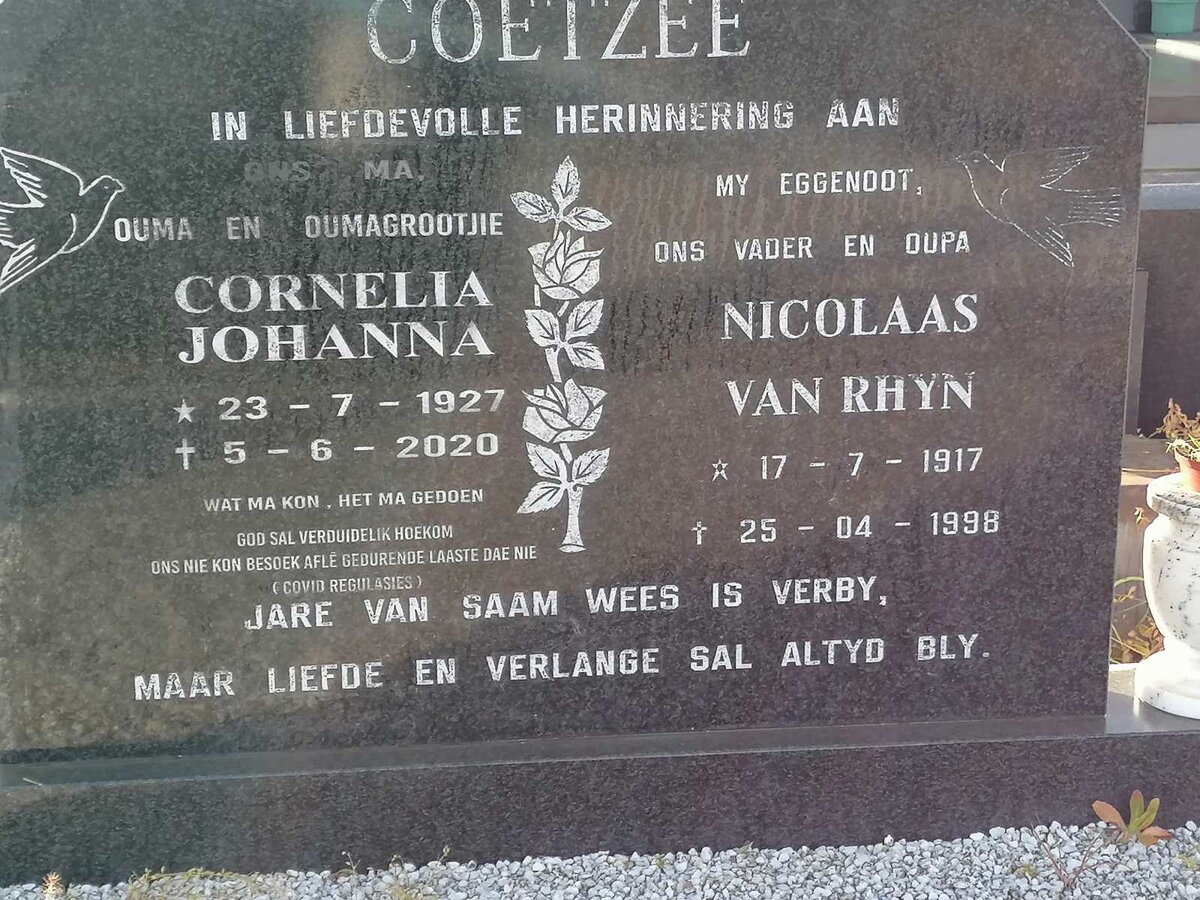 COETZEE
IN LIEFDEVOLLE HERINNERING AAN
ONS MA,
OUMA EN OUMAGROOTJIE
CORNELIA
JOHANNA
★ 23 - 7 - 1927
† 5 - 6 - 2020
WAT MA KON, HET MA GEDOEN
GOD SAL VERDUIDELIK HOEKOM
ONS NIE KON BESOEK AFLÊ GEDURENDE LAASTE DAE NIE
(COVID REGULASIES)
MY EGGENOOT,
ONS VADER EN OUPA
NICOLAAS
VAN RHYN
★ 17 - 7 - 1917
† 25 - 04 - 1998
JARE VAN SAAM WEES IS VERBY,
MAAR LIEFDE EN VERLANGE SAL ALTYD BLY.